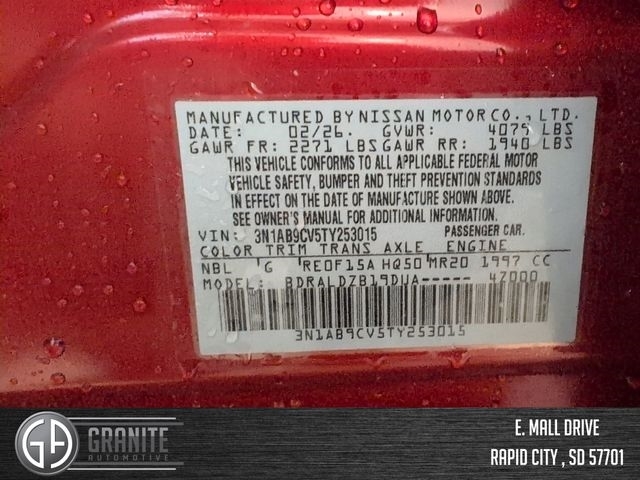 MANUFACTURED BY NISSAN MOTOR CO., LTD.
DATE: 02/26. GVWR: 4079 LBS
GAWR FR: 2271 LBS GAWR RR: 1940 LBS
THIS VEHICLE CONFORMS TO ALL APPLICABLE FEDERAL MOTOR
VEHICLE SAFETY, BUMPER AND THEFT PREVENTION STANDARDS
IN EFFECT ON THE DATE OF MANUFACTURE SHOWN ABOVE.
SEE OWNER'S MANUAL FOR ADDITIONAL INFORMATION.
VIN: 3N1AB9CV5TY253015 PASSENGER CAR.
COLOR TRIM TRANS AXLE ENGINE
NBL G RE0F15A HQ50 MR20 1997 CC
MODEL: BDRALDZB19DUA----- 4Z000
3N1AB9CV5TY253015
GA GRANITE
AUTOMOTIVE
E. MALL DRIVE
RAPID CITY , SD 57701